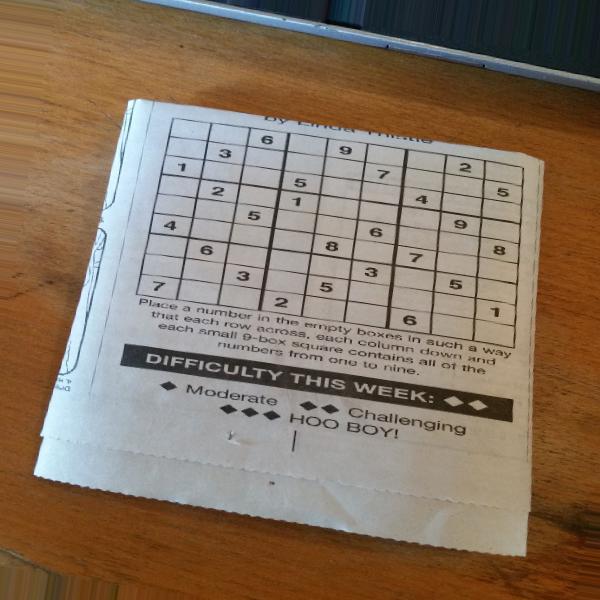 by Linda Thistle
6 9 2
3 7 5
1 5 4
2 1 9
5 6 8
4 8 7
6 3 5
3 5 1
7 2 6
Place a number in the empty boxes in such a way
that each row across, each column down and
each small 9-box square contains all of the
numbers from one to nine.
DIFFICULTY THIS WEEK: ◆◆
◆ Moderate ◆◆ Challenging
◆◆◆ HOO BOY!